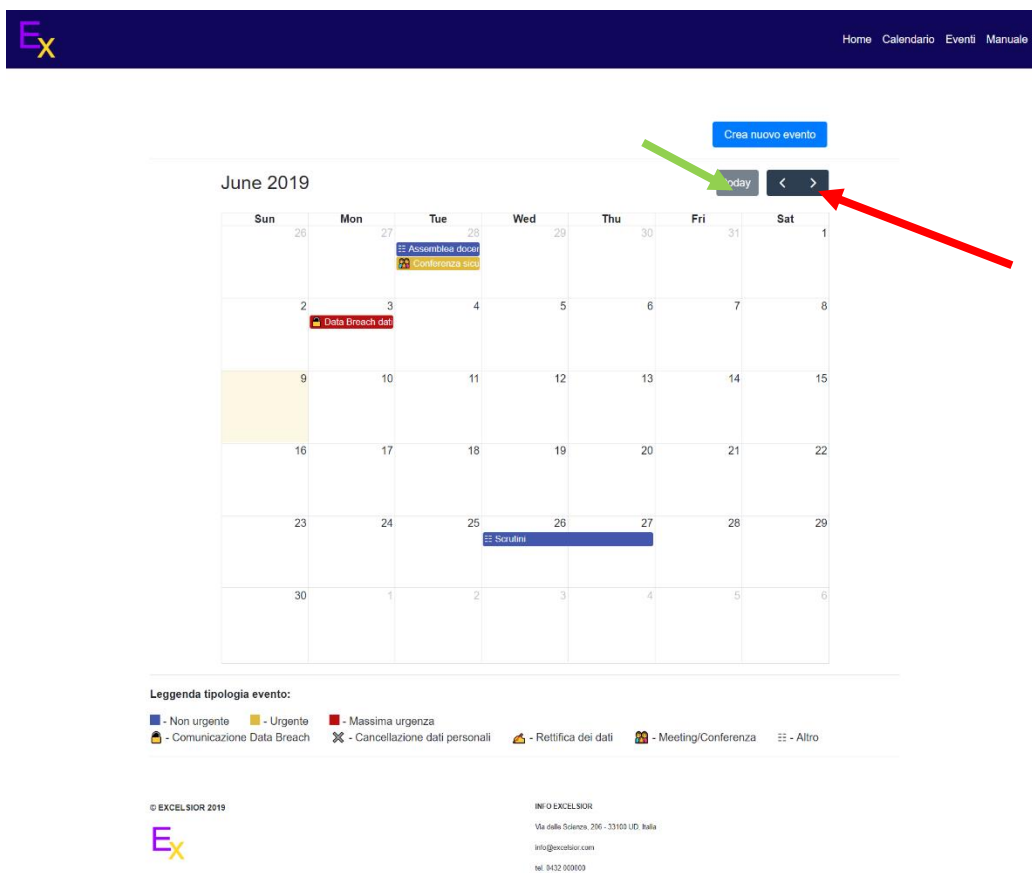 Ex
Home Calendario Eventi Manuale
Crea nuovo evento
June 2019
today
Sun Mon Tue Wed Thu Fri Sat
26 27 28 29 30 31 1
Assemblea docen
Conferenza sicu
2 3 4 5 6 7 8
Data Breach dati
9 10 11 12 13 14 15
16 17 18 19 20 21 22
23 24 25 26 27 28 29
Scrutini
30 1 2 3 4 5 6
Leggenda tipologia evento:
- Non urgente - Urgente - Massima urgenza
- Comunicazione Data Breach - Cancellazione dati personali - Rettifica dei dati - Meeting/Conferenza - Altro
© EXCELSIOR 2019
Ex
INFO EXCELSIOR
Via delle Scienze, 206 - 33100 UD, Italia
info@excelsior.com
tel. 0432 000000